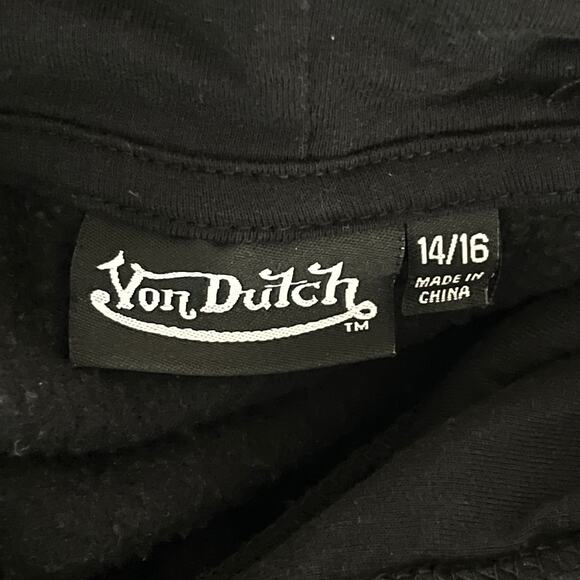 Von Dutch
TM
14/16
MADE IN
CHINA